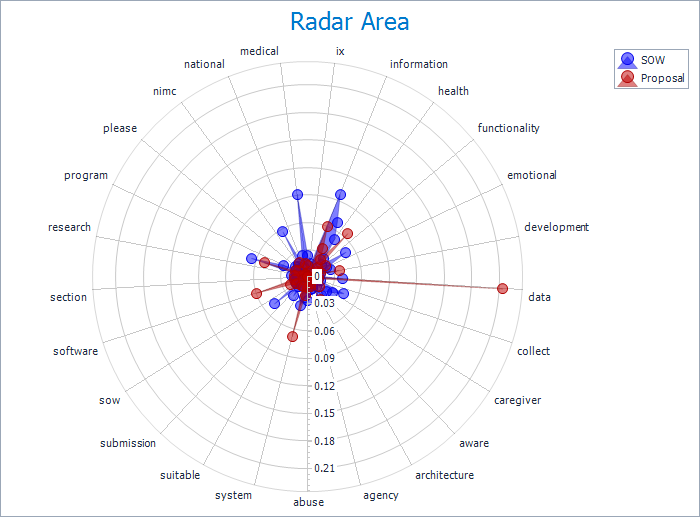 Radar Area
SOW
Proposal
medical
ix
national
information
nimc
health
please
functionality
program
emotional
research
development
section
data
software
collect
sow
caregiver
submission
aware
suitable
architecture
system
agency
abuse
0
0.03
0.06
0.09
0.12
0.15
0.18
0.21